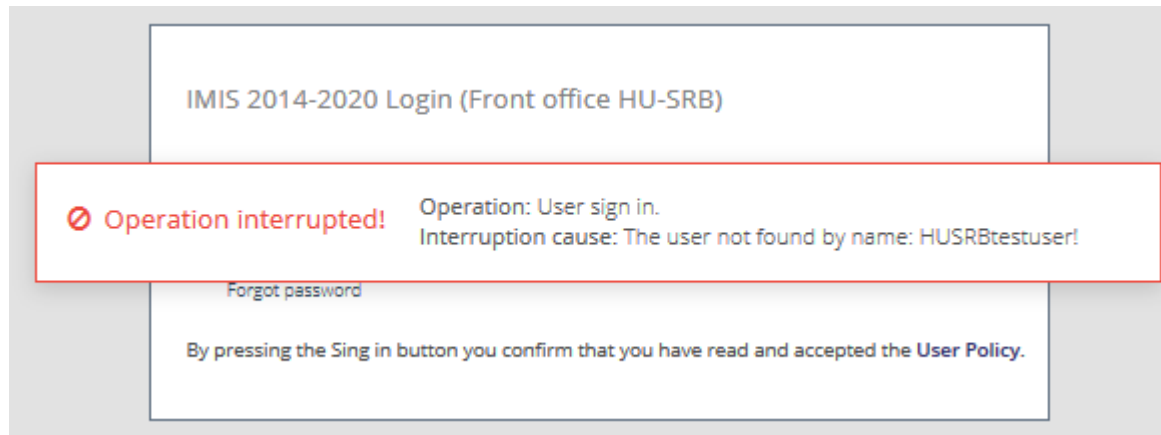 IMIS 2014-2020 Login (Front office HU-SRB)
Operation interrupted!
Operation: User sign in.
Interruption cause: The user not found by name: HUSRBtestuser!
Forgot password
By pressing the Sing in button you confirm that you have read and accepted the User Policy.